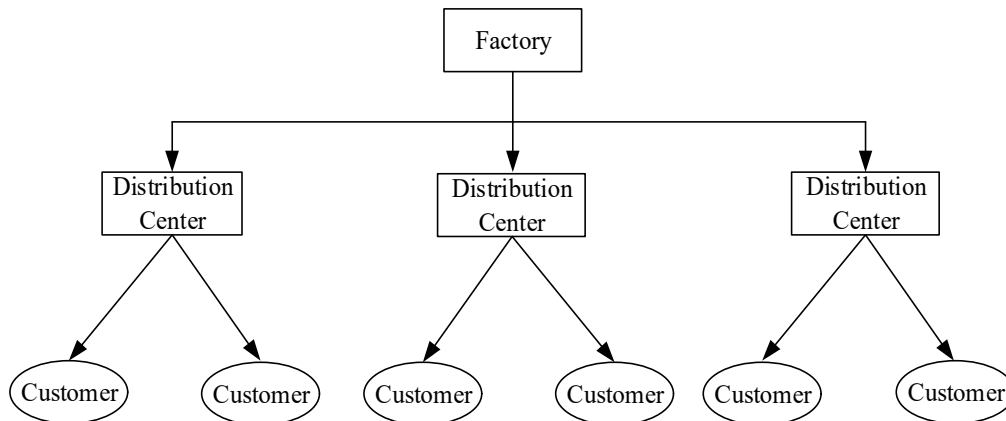 Factory
Distribution
Center
Distribution
Center
Distribution
Center
Customer
Customer
Customer
Customer
Customer
Customer